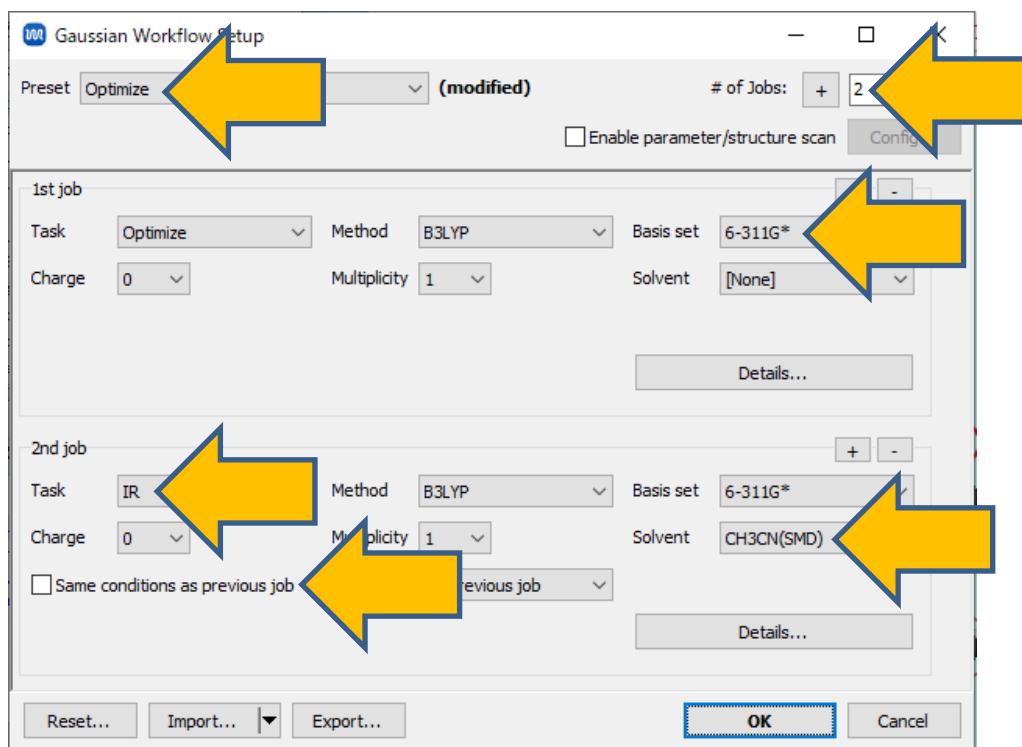 Gaussian Workflow Setup
Preset Optimize (modified) # of Jobs: + 2
Enable parameter/structure scan
1st job -
Task Optimize Method B3LYP Basis set 6-311G*
Charge 0 Multiplicity 1 Solvent [None]
Details...
2nd job + -
Task IR Method B3LYP Basis set 6-311G*
Charge 0 Multiplicity 1 Solvent CH3CN(SMD)
Same conditions as previous job previous job
Details...
Reset... Import... Export... OK Cancel